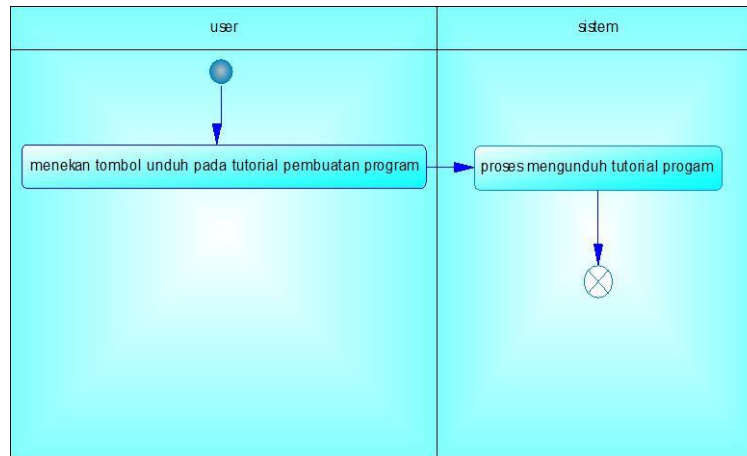 user
sistem
menekan tombol unduh pada tutorial pembuatan program
proses mengunduh tutorial progam